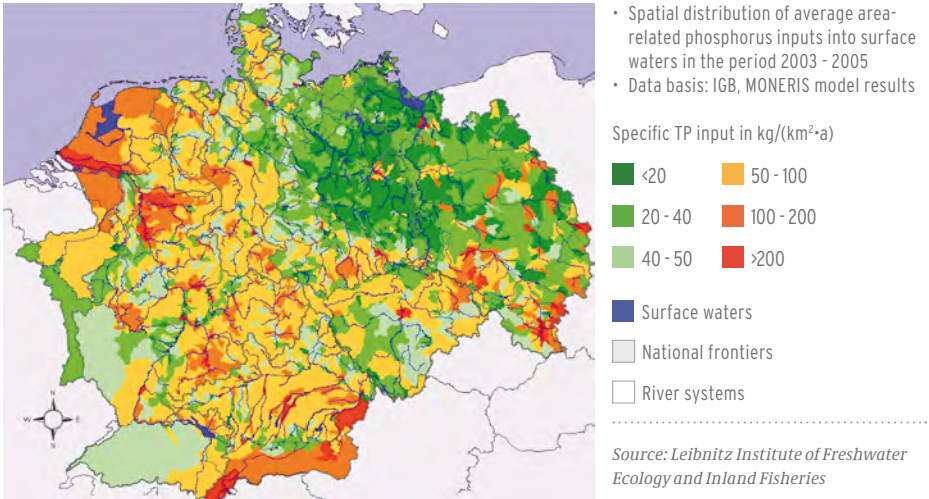 • Spatial distribution of average area-
related phosphorus inputs into surface
waters in the period 2003 - 2005
• Data basis: IGB, MONERIS model results
Specific TP input in kg/(km²•a)
<20
50 - 100
20 - 40
100 - 200
40 - 50
>200
Surface waters
National frontiers
River systems
Source: Leibnitz Institute of Freshwater
Ecology and Inland Fisheries
N
W
E
S